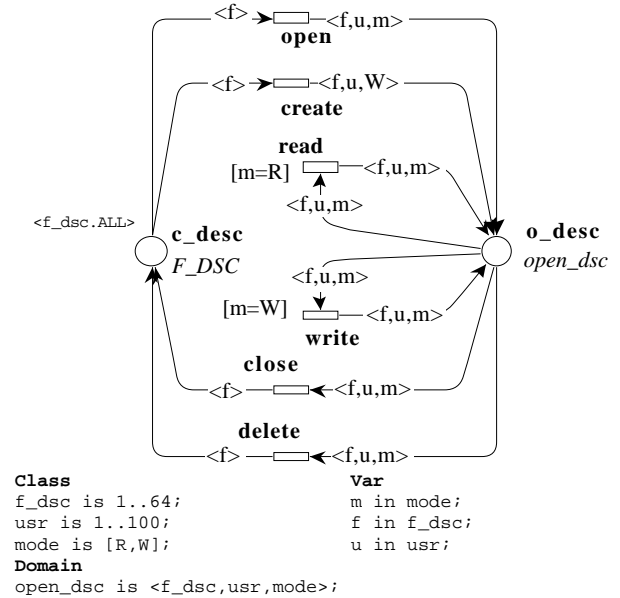 <f> <f,u,m>
open
<f> <f,u,W>
create
read
[m=R] <f,u,m>
<f,u,m>
<f_dsc.ALL> c_desc o_desc
F_DSC open_dsc
<f,u,m>
[m=W] <f,u,m>
write
close
<f> <f,u,m>
delete
<f> <f,u,m>
Class Var
f_dsc is 1..64; m in mode;
usr is 1..100; f in f_dsc;
mode is [R,W]; u in usr;
Domain
open_dsc is <f_dsc,usr,mode>;